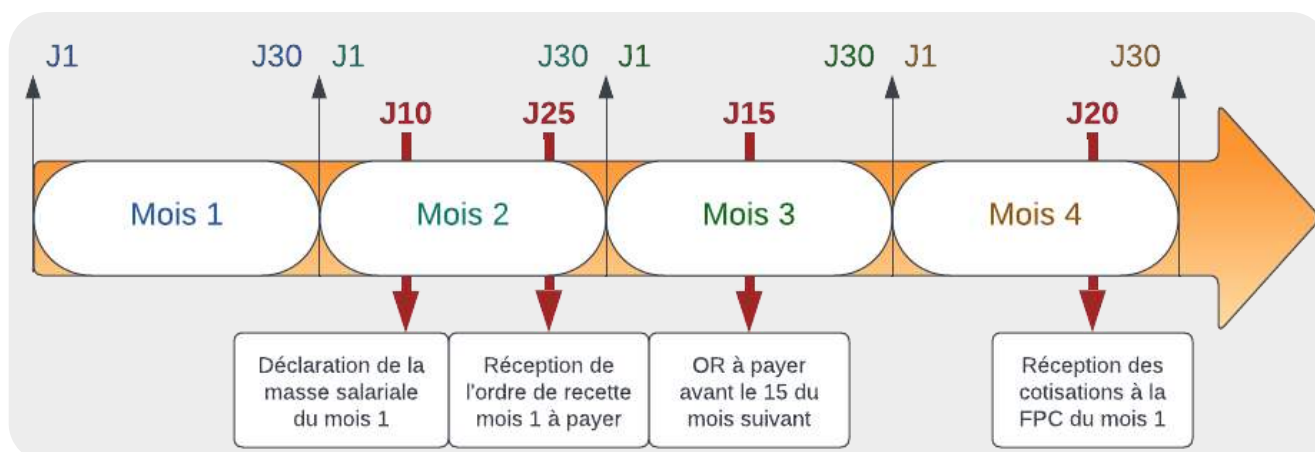 J1 J30 J1 J30 J1 J30 J1 J30
J10 J25 J15 J20
Mois 1 Mois 2 Mois 3 Mois 4
Déclaration de la
masse salariale
du mois 1
Réception de
l'ordre de recette
mois 1 à payer
OR à payer
avant le 15 du
mois suivant
Réception des
cotisations à la
FPC du mois 1